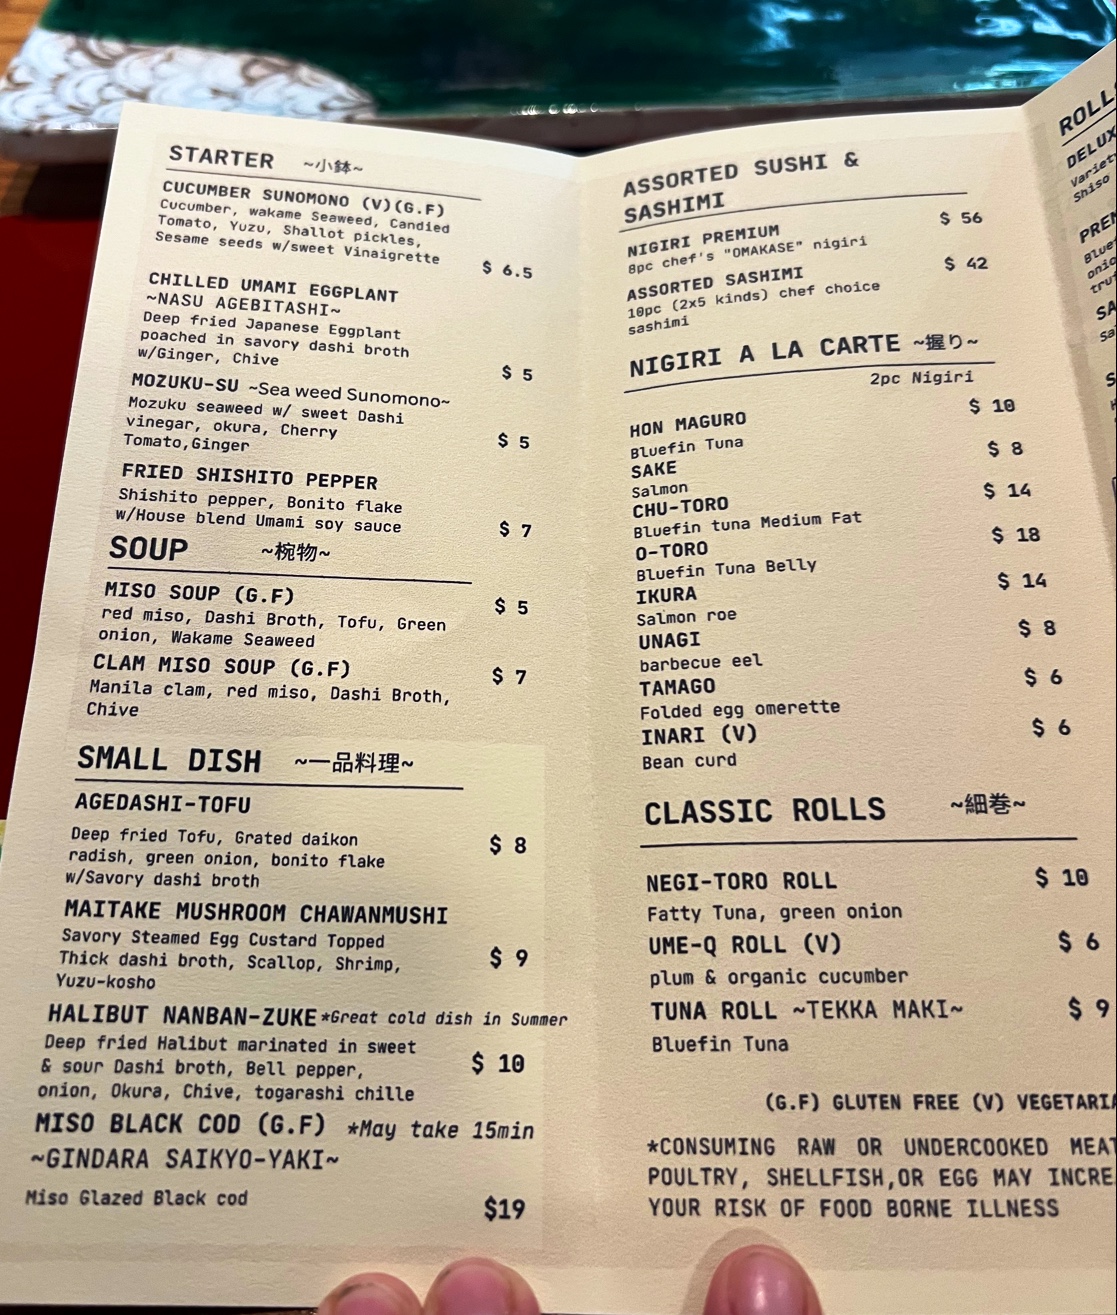 STARTER ~小鉢~
CUCUMBER SUNOMONO (V)(G.F)
Cucumber, wakame Seaweed, Candied
Tomato, Yuzu, Shallot pickles,
Sesame seeds w/sweet Vinaigrette
$ 6.5
CHILLED UMAMI EGGPLANT
~NASU AGEBITASHI~
Deep fried Japanese Eggplant
poached in savory dashi broth
w/Ginger, Chive
$ 5
MOZUKU-SU ~Sea weed Sunomono~
Mozuku seaweed w/ sweet Dashi
vinegar, okura, Cherry
Tomato,Ginger
$ 5
FRIED SHISHITO PEPPER
Shishito pepper, Bonito flake
w/House blend Umami soy sauce
$ 7
SOUP ~椀物~
MISO SOUP (G.F)
$ 5
red miso, Dashi Broth, Tofu, Green
onion, Wakame Seaweed
CLAM MISO SOUP (G.F)
$ 7
Manila clam, red miso, Dashi Broth,
Chive
SMALL DISH ~一品料理~
AGEDASHI-TOFU
Deep fried Tofu, Grated daikon
radish, green onion, bonito flake
w/Savory dashi broth
$ 8
MAITAKE MUSHROOM CHAWANMUSHI
Savory Steamed Egg Custard Topped
Thick dashi broth, Scallop, Shrimp,
Yuzu-kosho
$ 9
HALIBUT NANBAN-ZUKE *Great cold dish in Summer
Deep fried Halibut marinated in sweet
& sour Dashi broth, Bell pepper,
onion, Okura, Chive, togarashi chille
$ 10
MISO BLACK COD (G.F) *May take 15min
~GINDARA SAIKYO-YAKI~
Miso Glazed Black cod
$19
ASSORTED SUSHI &
SASHIMI
NIGIRI PREMIUM
$ 56
8pc chef's "OMAKASE" nigiri
ASSORTED SASHIMI
$ 42
10pc (2x5 kinds) chef choice
sashimi
NIGIRI A LA CARTE ~握り~
2pc Nigiri
HON MAGURO $ 10
Bluefin Tuna
SAKE $ 8
Salmon
CHU-TORO $ 14
Bluefin tuna Medium Fat
O-TORO $ 18
Bluefin Tuna Belly
IKURA $ 14
Salmon roe
UNAGI $ 8
barbecue eel
TAMAGO $ 6
Folded egg omerette
INARI (V) $ 6
Bean curd
CLASSIC ROLLS ~細巻~
NEGI-TORO ROLL $ 10
Fatty Tuna, green onion
UME-Q ROLL (V) $ 6
plum & organic cucumber
TUNA ROLL ~TEKKA MAKI~ $ 9
Bluefin Tuna
(G.F) GLUTEN FREE (V) VEGETARIA
*CONSUMING RAW OR UNDERCOOKED MEAT
POULTRY, SHELLFISH,OR EGG MAY INCRE
YOUR RISK OF FOOD BORNE ILLNESS
ROLL
DELUX
Variet
Shiso
PREM
Blue
onio
truf
SA